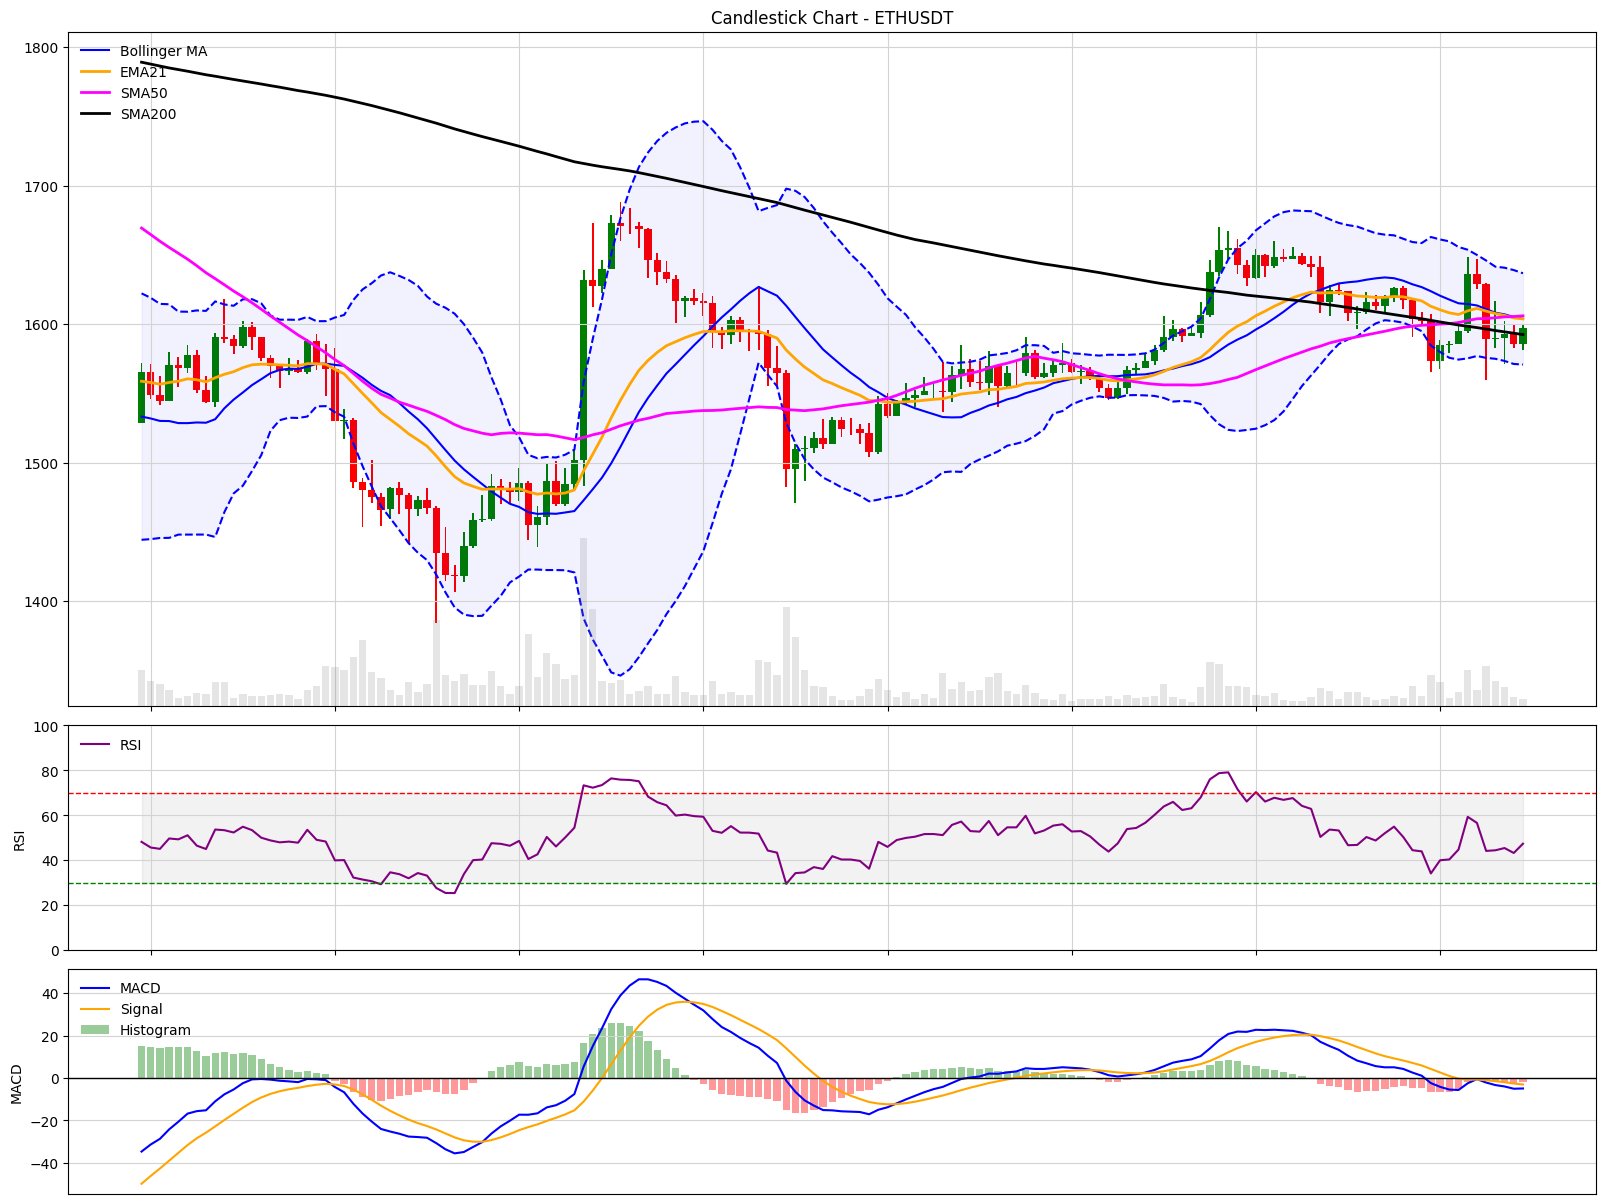 Candlestick Chart - ETHUSDT
Bollinger MA
EMA21
SMA50
SMA200
1800
1700
1600
1500
1400
RSI
100
80
60
40
20
0
RSI
MACD
Signal
Histogram
40
20
0
−20
−40
MACD